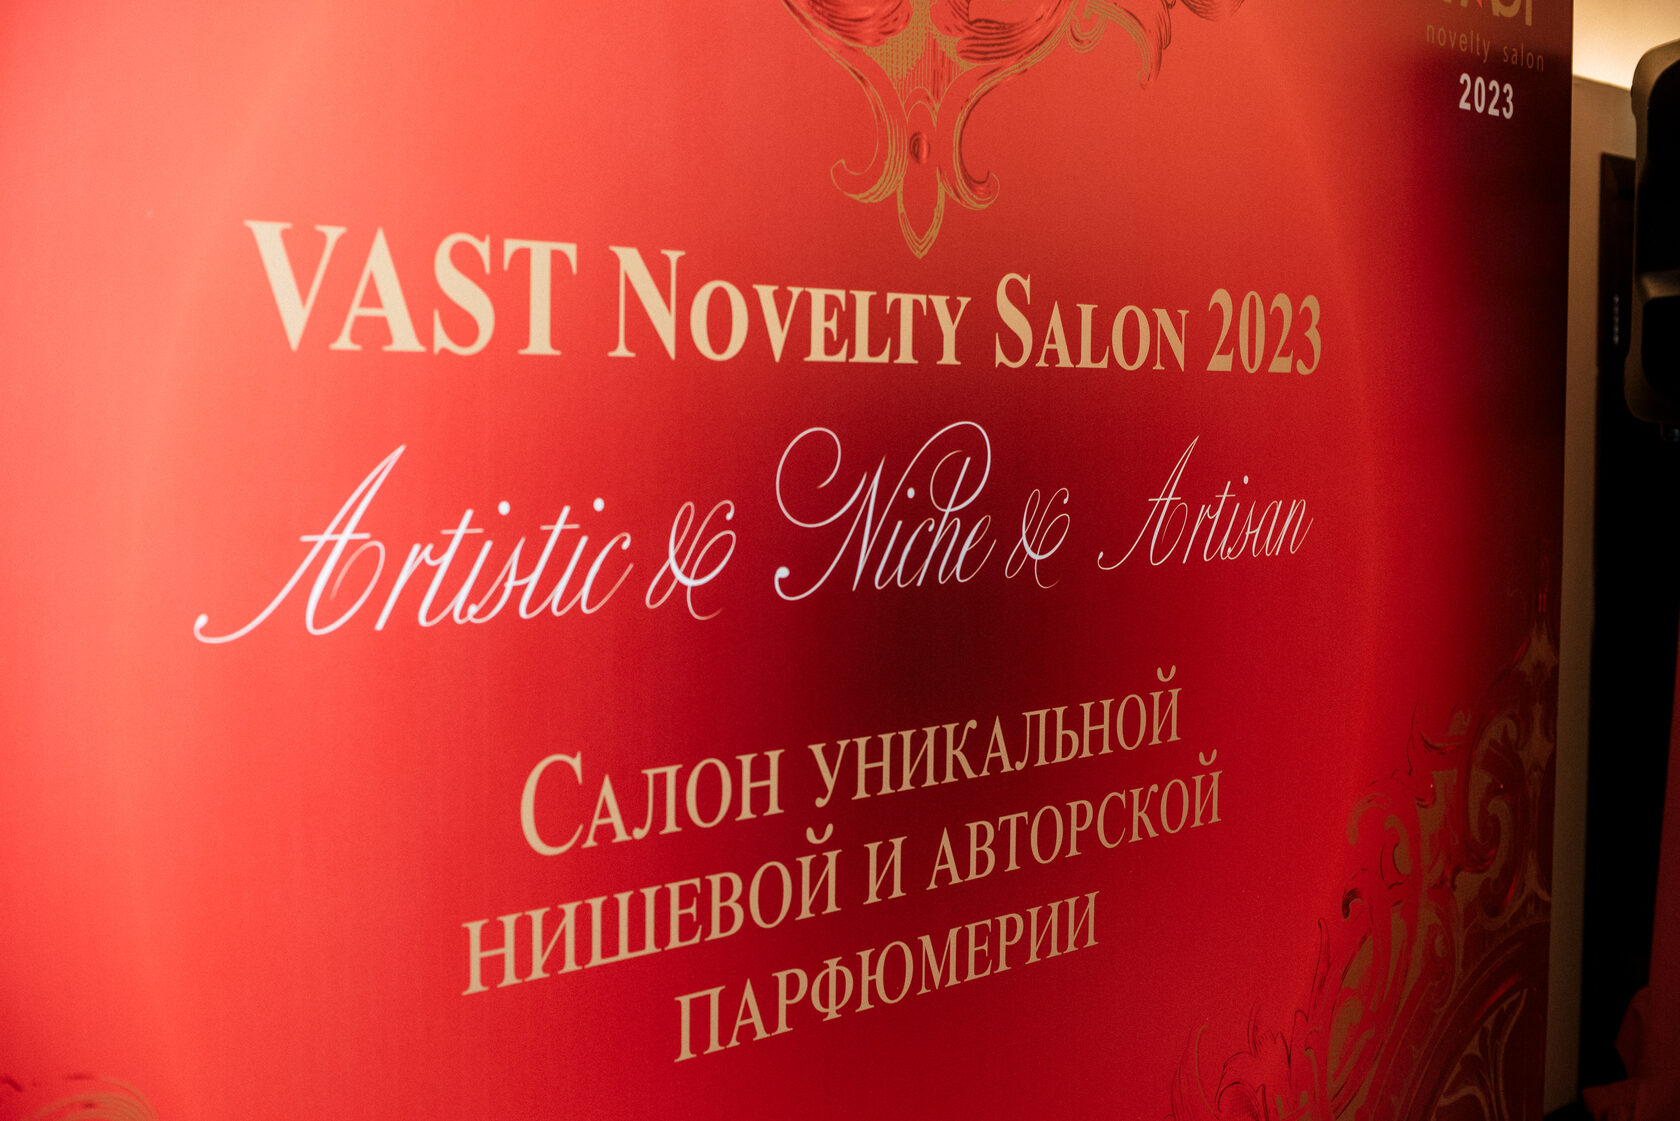 novelty salon
2023
VAST NOVELTY SALON 2023
Artistic & Niche & Artisan
САЛОН УНИКАЛЬНОЙ
НИШЕВОЙ И АВТОРСКОЙ
ПАРФЮМЕРИИ